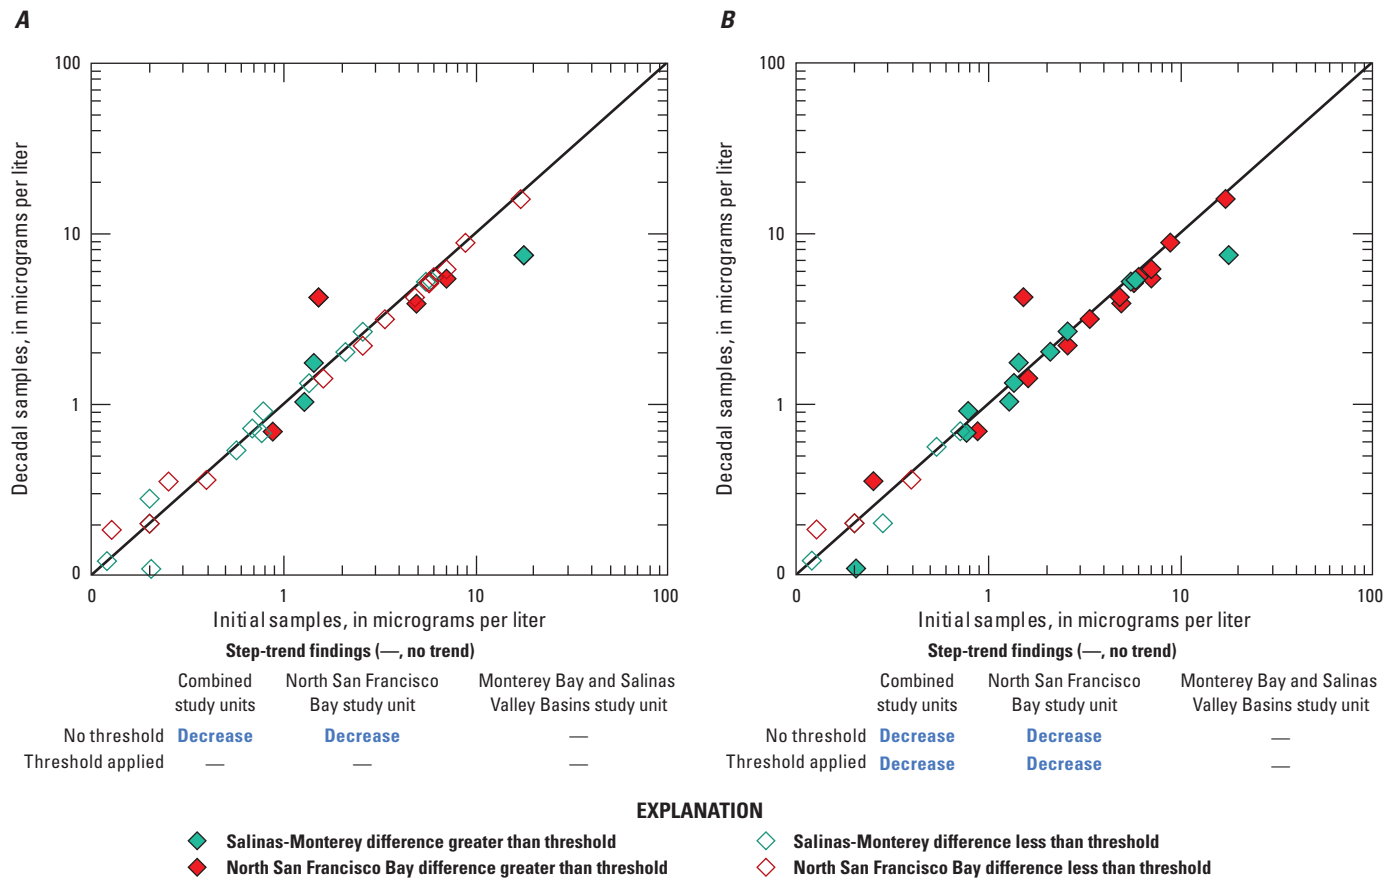 A
B
100
10
1
0
Decadal samples, in micrograms per liter
0
1
10
100
Initial samples, in micrograms per liter
100
10
1
0
Decadal samples, in micrograms per liter
0
1
10
100
Initial samples, in micrograms per liter
Step-trend findings (—, no trend)
Combined study units
North San Francisco Bay study unit
Monterey Bay and Salinas Valley Basins study unit
No threshold Decrease Decrease —
Threshold applied — — —
Step-trend findings (—, no trend)
Combined study units
North San Francisco Bay study unit
Monterey Bay and Salinas Valley Basins study unit
No threshold Decrease Decrease —
Threshold applied Decrease Decrease —
EXPLANATION
Salinas-Monterey difference greater than threshold
North San Francisco Bay difference greater than threshold
Salinas-Monterey difference less than threshold
North San Francisco Bay difference less than threshold